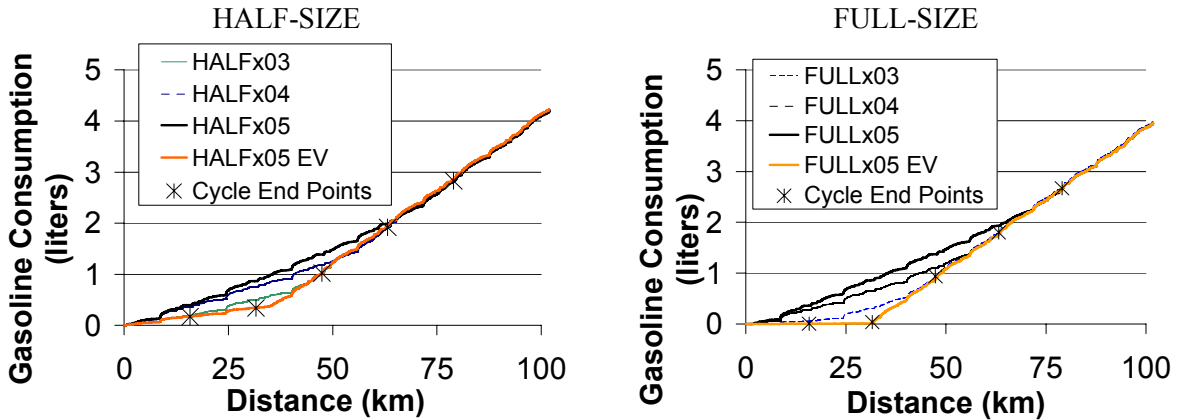 HALF-SIZE
HALFx03
HALFx04
HALFx05
HALFx05 EV
Cycle End Points
Gasoline Consumption
(liters)
5
4
3
2
1
0
0 25 50 75 100
Distance (km)
FULL-SIZE
FULLx03
FULLx04
FULLx05
FULLx05 EV
Cycle End Points
Gasoline Consumption
(liters)
5
4
3
2
1
0
0 25 50 75 100
Distance (km)